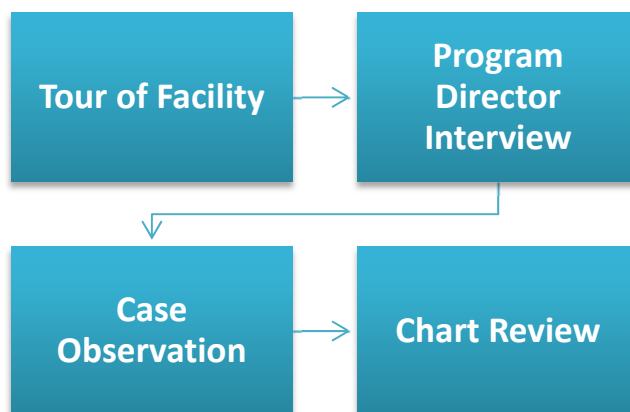 Tour of Facility
Program
Director
Interview
Case
Observation
Chart Review